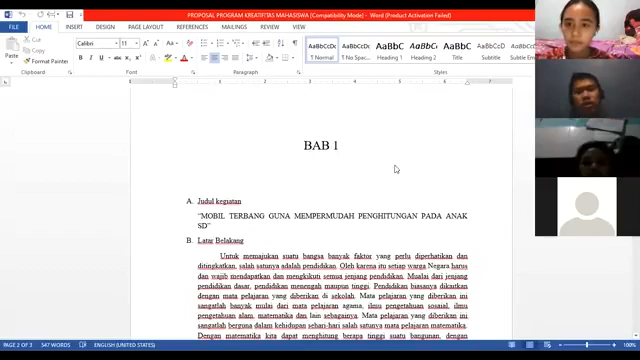 PROPOSAL PROGRAM KREATIFITAS MAHASISWA [Compatibility Mode] - Word (Product Activation Failed)
FILE HOME INSERT DESIGN PAGE LAYOUT REFERENCES MAILINGS REVIEW VIEW
Cut
Copy
Paste
Format Painter
Calibri 11
AaBbCcDc AaBbCcDc AaBbC AaBbCc AaBbC AaBbCcD AaBbCcDc
¶ Normal ¶ No Spac... Heading 1 Heading 2 Title Subtitle Subtle Em
Clipboard Font Paragraph Styles
BAB 1
A. Judul kegiatan
“MOBIL TERBANG GUNA MEMPERMUDAH PENGHITUNGAN PADA ANAK
SD”
B. Latar Belakang
Untuk memajukan suatu bangsa banyak faktor yang perlu diperhatikan dan
ditingkatkan, salah satunya adalah pendidikan. Oleh karena itu setiap warga Negara harus
dan wajib mendapatkan dan mengikuti semua jenjang pendidikan. Mualai dari jenjang
pendidikan dasar, pendidikan menengah maupun tinggi. Pendidikan biasanya dikaitkan
dengan mata pelajaran yang diberikan di sekolah. Mata pelajaran yang diberikan ini
sangatlah banyak mulai dari mata pelajaran agama, ilmu pengetahuan sosaial, ilmu
pengetahuan alam, matematika dan lain sebagainya. Mata pelajaran yang diberikan ini
sangatlah berguna dalam kehidupan sehari-hari salah satunya mata pelajaran matematika.
Dengan matematika kita dapat menghitung berapa tinggi suatu bangunan, dengan
PAGE 2 OF 3 547 WORDS ENGLISH (UNITED STATES) 100%